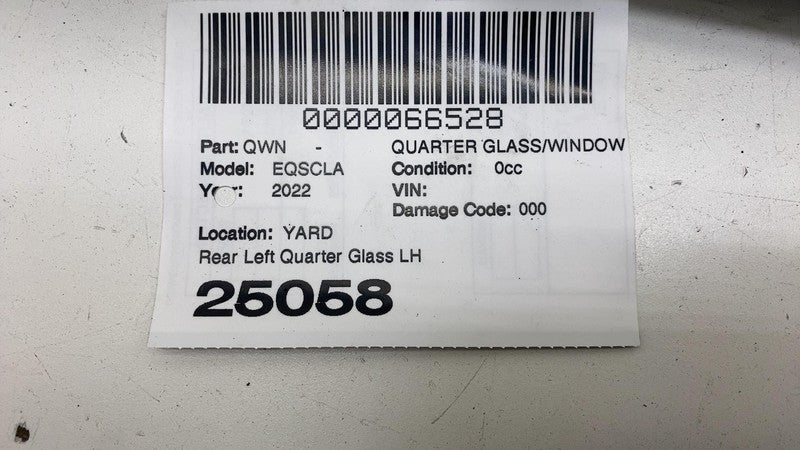 0000066528
Part: QWN - QUARTER GLASS/WINDOW
Model: EQSCLA Condition: 0cc
Year: 2022 VIN:
Damage Code: 000
Location: YARD
Rear Left Quarter Glass LH
25058